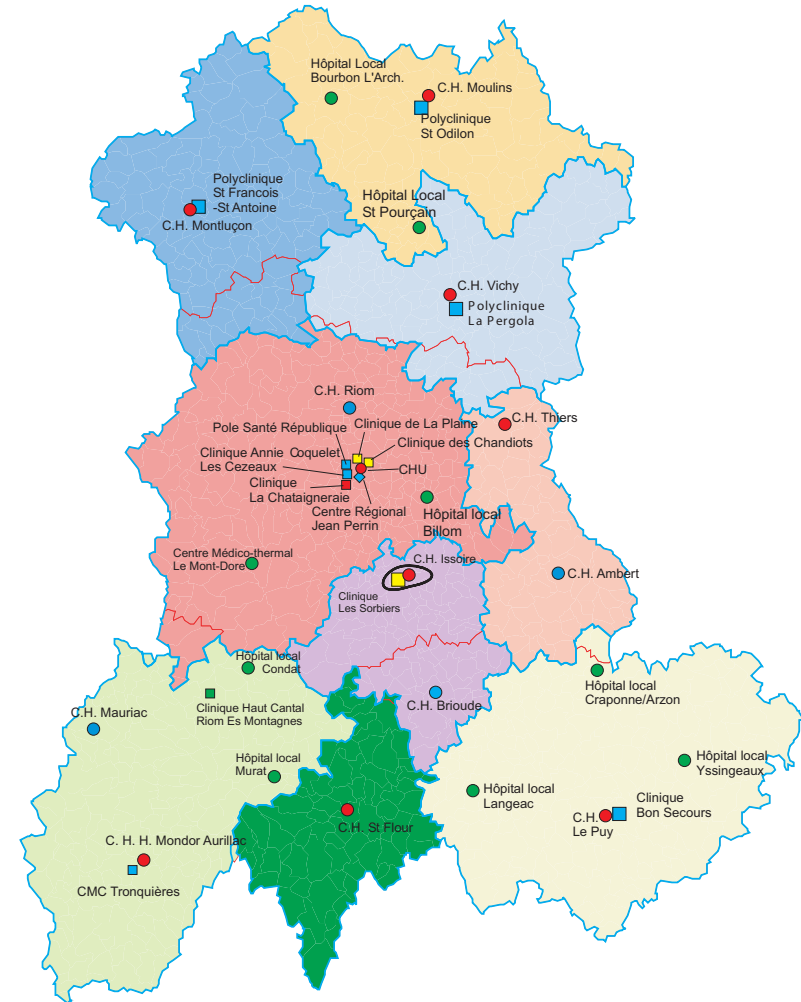 Hôpital Local
Bourbon L'Arch.
C.H. Moulins
Polyclinique
St Odilon
Polyclinique
St Francois
-St Antoine
C.H. Montluçon
Hôpital Local
St Pourçain
C.H. Vichy
Polyclinique
La Pergola
C.H. Riom
C.H. Thiers
Pole Santé République
Clinique de La Plaine
Clinique des Chandiots
Clinique Annie Coquelet
Les Cezeaux
CHU
Clinique
La Chataigneraie
Centre Régional
Jean Perrin
Hôpital local
Billom
Centre Médico-thermal
Le Mont-Dore
C.H. Issoire
C.H. Ambert
Clinique
Les Sorbiers
Hôpital local
Condat
Clinique Haut Cantal
Riom Es Montagnes
C.H. Mauriac
C.H. Brioude
Hôpital local
Craponne/Arzon
Hôpital local
Murat
Hôpital local
Yssingeaux
Hôpital local
Langeac
Clinique
Bon Secours
C.H.
Le Puy
C.H. St Flour
C. H. H. Mondor Aurillac
CMC Tronquières